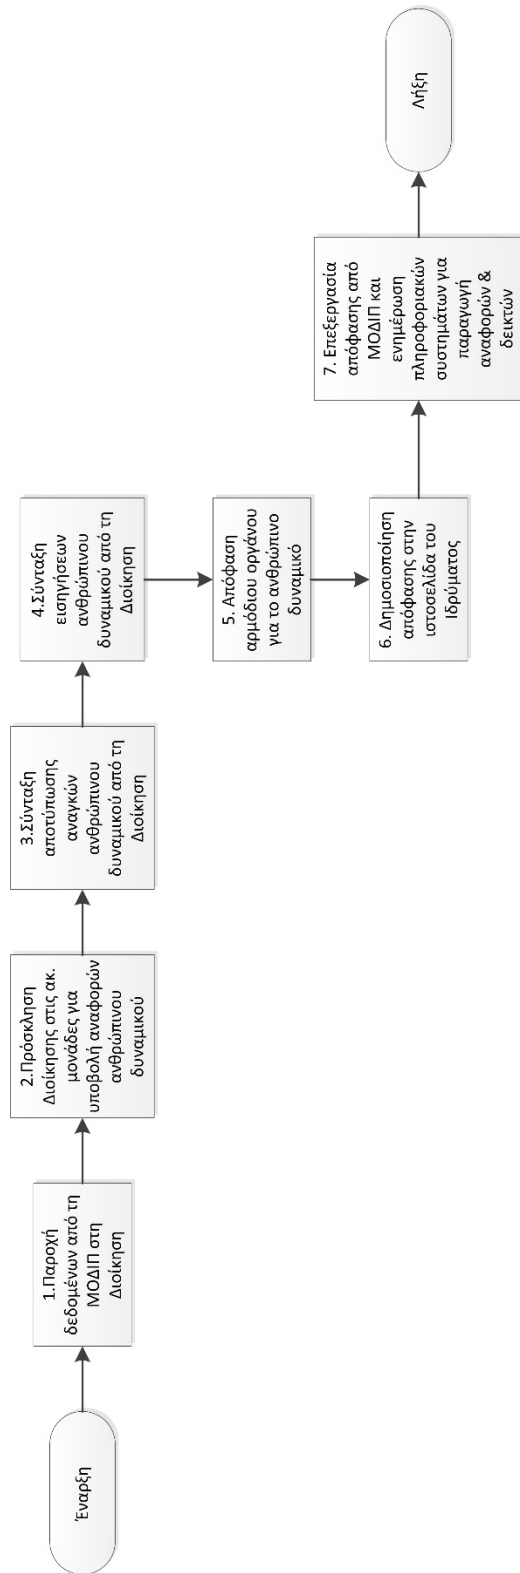 Έναρξη
1.Παροχή
δεδομένων από τη
ΜΟΔΙΠ στη
Διοίκηση
2.Πρόσκληση
Διοίκησης στις ακ.
μονάδες για
υποβολή αναφορών
ανθρώπινου
δυναμικού
3.Σύνταξη
αποτύπωσης
αναγκών
ανθρώπινου
δυναμικού από τη
Διοίκηση
4.Σύνταξη
εισηγήσεων
ανθρώπινου
δυναμικού από τη
Διοίκηση
5. Απόφαση
αρμόδιου οργάνου
για το ανθρώπινο
δυναμικό
6. Δημοσιοποίηση
απόφασης στην
ιστοσελίδα του
Ιδρύματος
7. Επεξεργασία
απόφασης από
ΜΟΔΙΠ και
ενημέρωση
πληροφοριακών
συστημάτων για
παραγωγή
αναφορών &
δεικτών
Λήξη